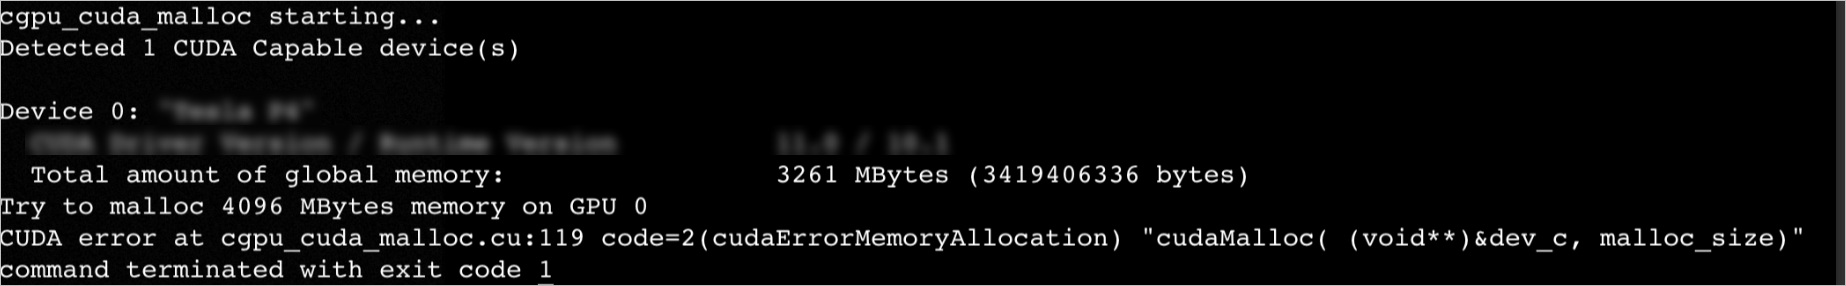 cgpu_cuda_malloc starting...
Detected 1 CUDA Capable device(s)
Device 0:
Total amount of global memory: 3261 MBytes (3419406336 bytes)
Try to malloc 4096 MBytes memory on GPU 0
CUDA error at cgpu_cuda_malloc.cu:119 code=2(cudaErrorMemoryAllocation) "cudaMalloc( (void**)&dev_c, malloc_size)"
command terminated with exit code 1